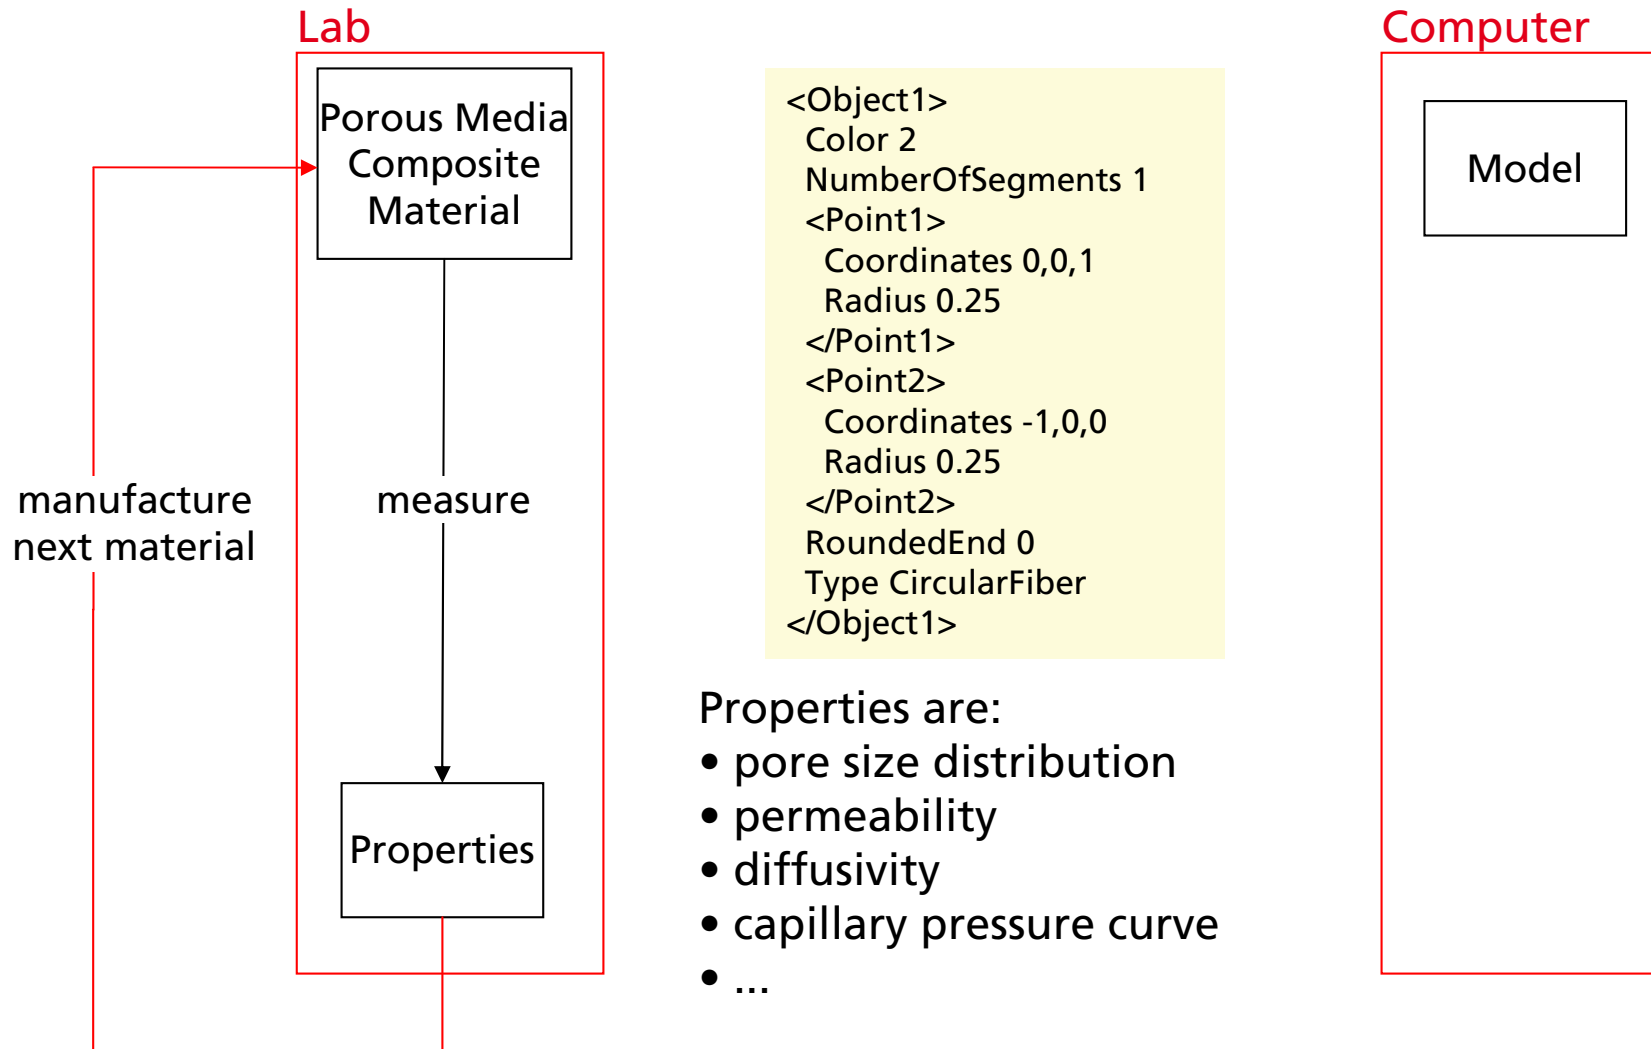 Lab
Porous Media
Composite
Material
manufacture
next material
measure
Properties
<Object1>
Color 2
NumberOfSegments 1
<Point1>
Coordinates 0,0,1
Radius 0.25
</Point1>
<Point2>
Coordinates -1,0,0
Radius 0.25
</Point2>
RoundedEnd 0
Type CircularFiber
</Object1>
Properties are:
• pore size distribution
• permeability
• diffusivity
• capillary pressure curve
• ...
Computer
Model